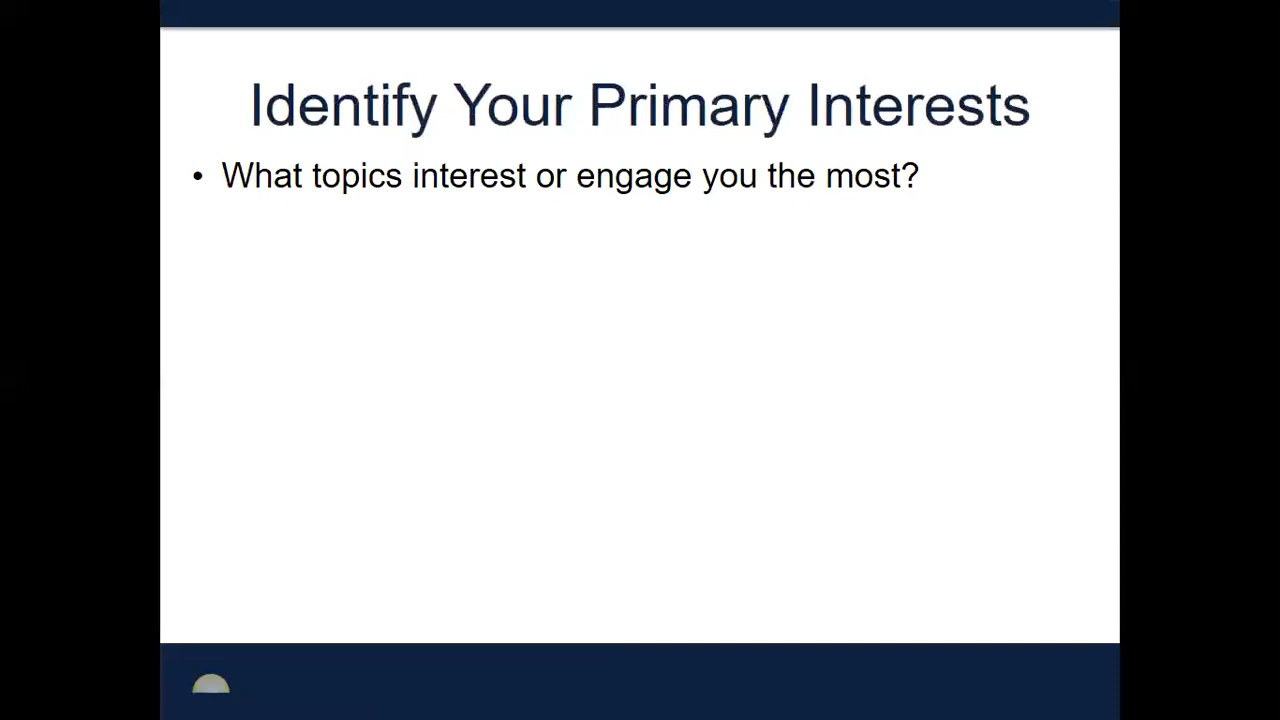 Identify Your Primary Interests
• What topics interest or engage you the most?